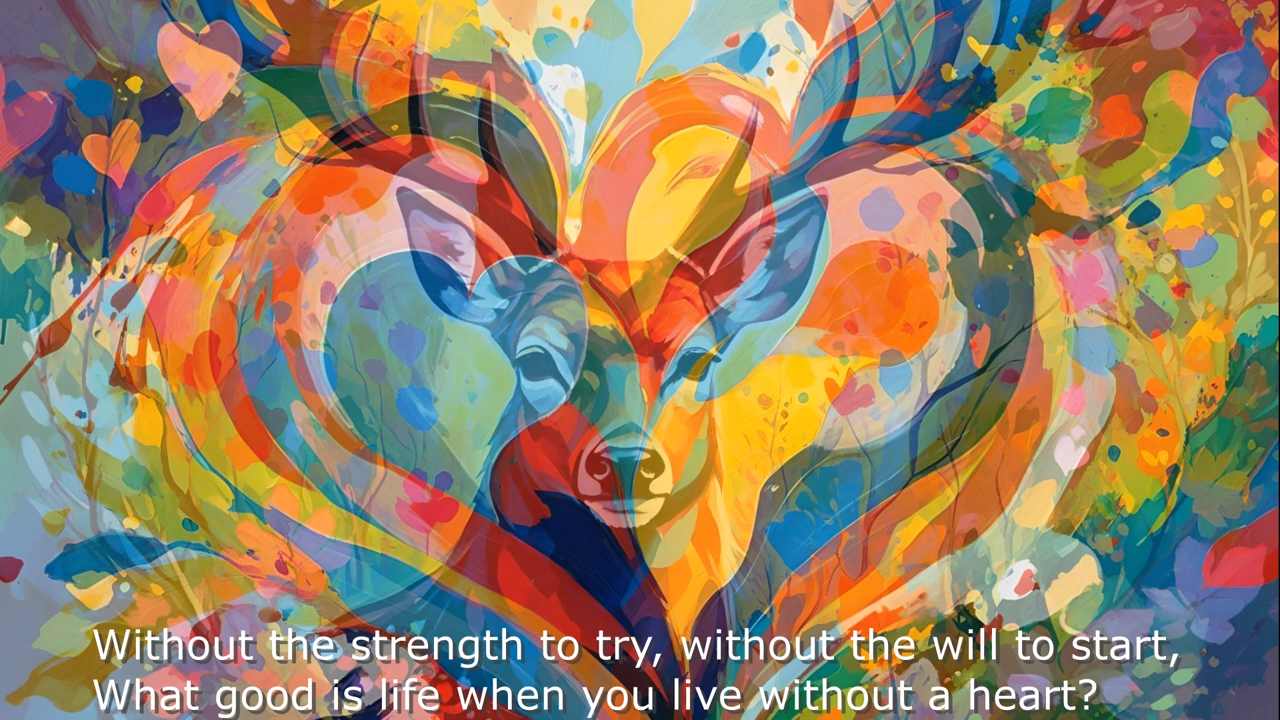 Without the strength to try, without the will to start,
What good is life when you live without a heart?